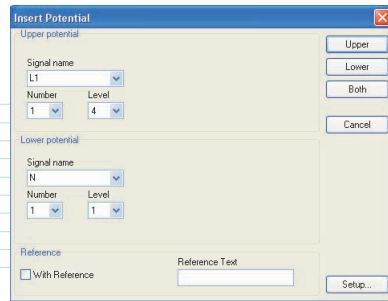 Insert Potential
Upper potential
Signal name
L1
Number Level
1 4
Lower potential
Signal name
N
Number Level
1 1
Reference
With Reference
Reference Text
Upper
Lower
Both
Cancel
Setup...